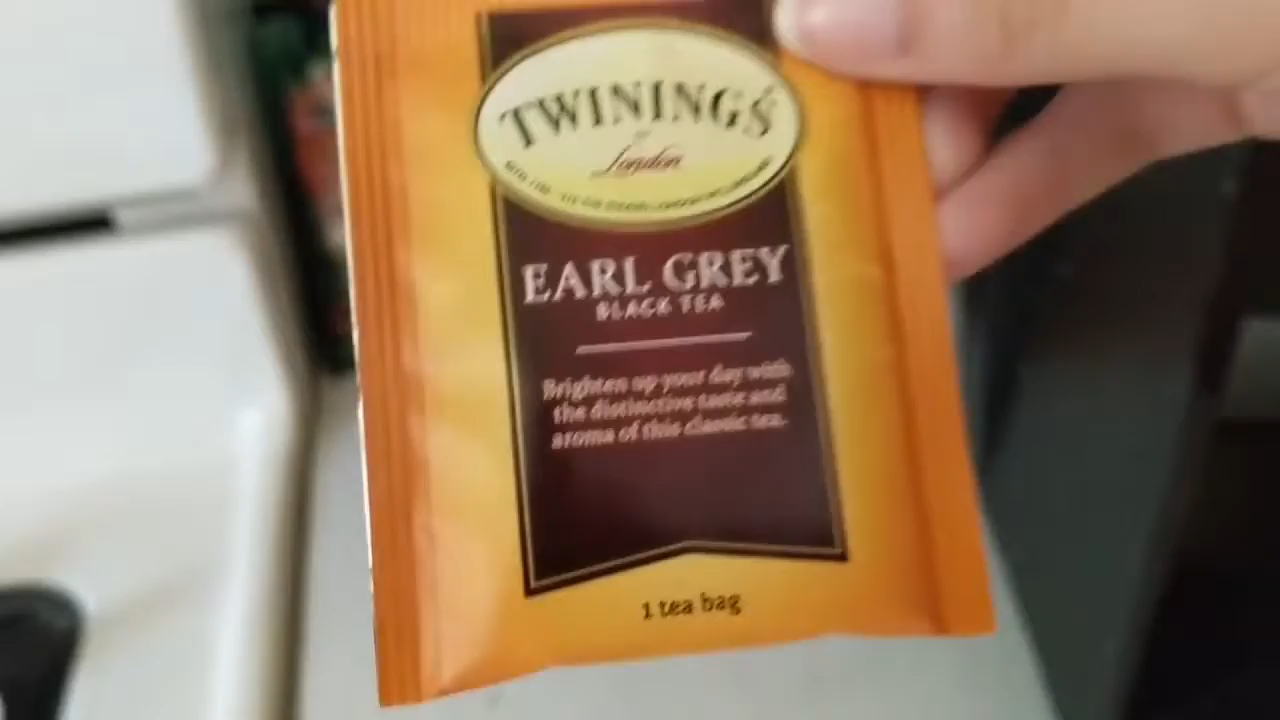 TWININGS
OF
London
EARL GREY
BLACK TEA
Brighten up your day with
the distinctive taste and
aroma of this classic tea.
1 tea bag